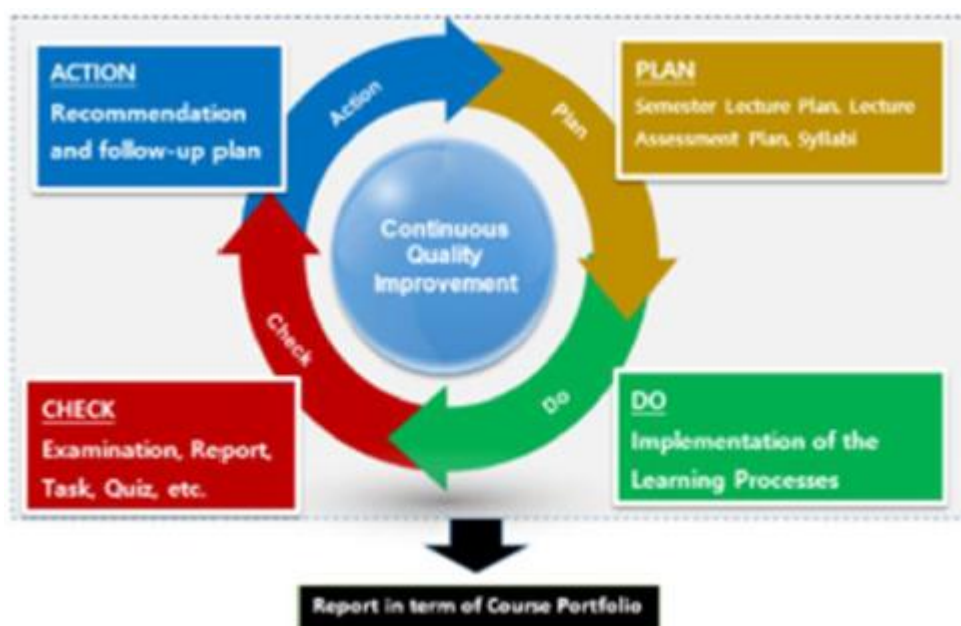 ACTION
Recommendation
and follow-up plan
Action
Plan
PLAN
Semester Lecture Plan, Lecture
Assessment Plan, Syllabi
Continuous
Quality
Improvement
Check
Do
CHECK
Examination, Report,
Task, Quiz, etc.
DO
Implementation of the
Learning Processes
Report in term of Course Portfolio